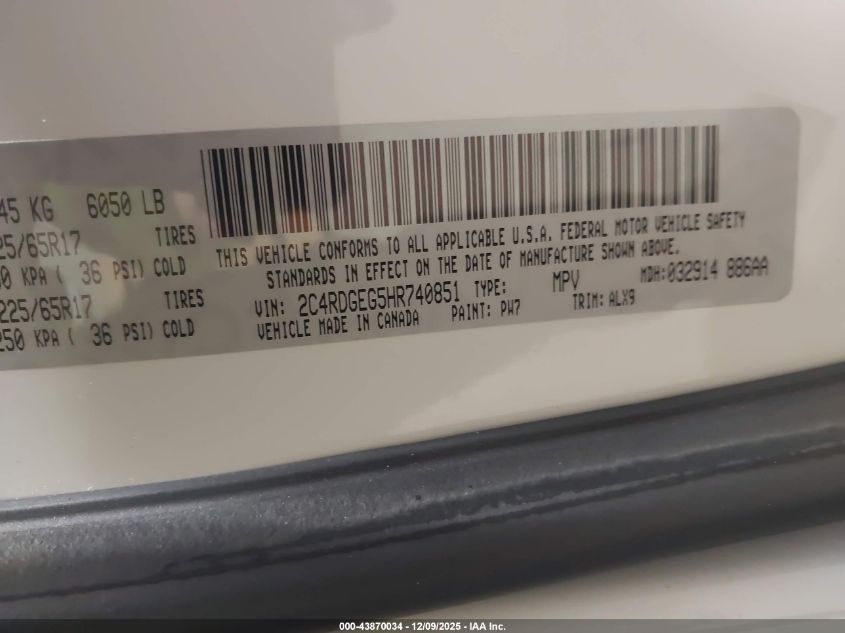 45 KG 6050 LB
25/65R17 TIRES
50 KPA ( 36 PSI) COLD
225/65R17 TIRES
250 KPA ( 36 PSI) COLD
THIS VEHICLE CONFORMS TO ALL APPLICABLE U.S.A. FEDERAL MOTOR VEHICLE SAFETY
STANDARDS IN EFFECT ON THE DATE OF MANUFACTURE SHOWN ABOVE.
VIN: 2C4RDGEG5HR740851 TYPE: MPV MDH:032914 886AA
VEHICLE MADE IN CANADA PAINT: PW7 TRIM: ALX9
000-43870034 - 12/09/2025 - IAA Inc.